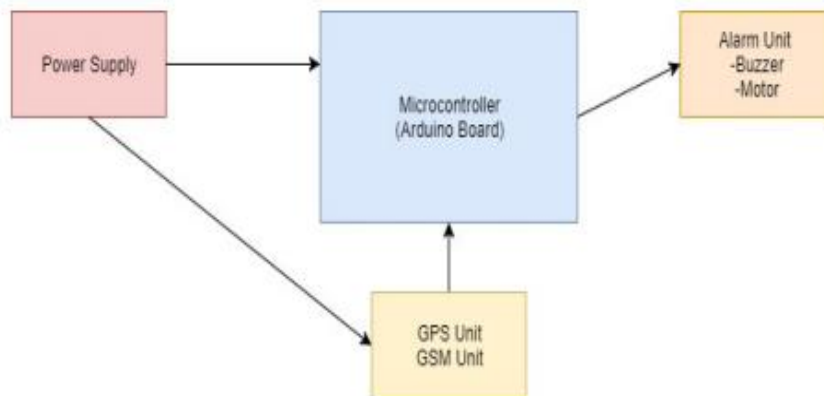 Power Supply
Microcontroller
(Arduino Board)
Alarm Unit
-Buzzer
-Motor
GPS Unit
GSM Unit